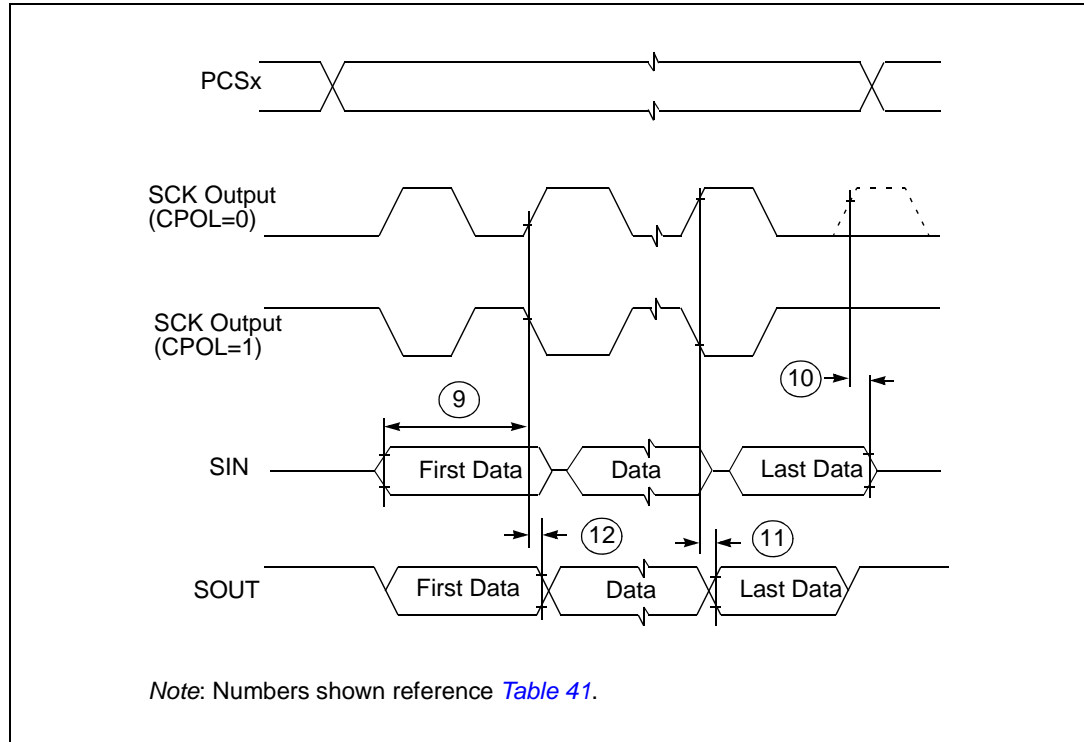 PCSx
SCK Output
(CPOL=0)
SCK Output
(CPOL=1)
10
9
SIN
First Data
Data
Last Data
12
11
SOUT
First Data
Data
Last Data
Note: Numbers shown reference Table 41.